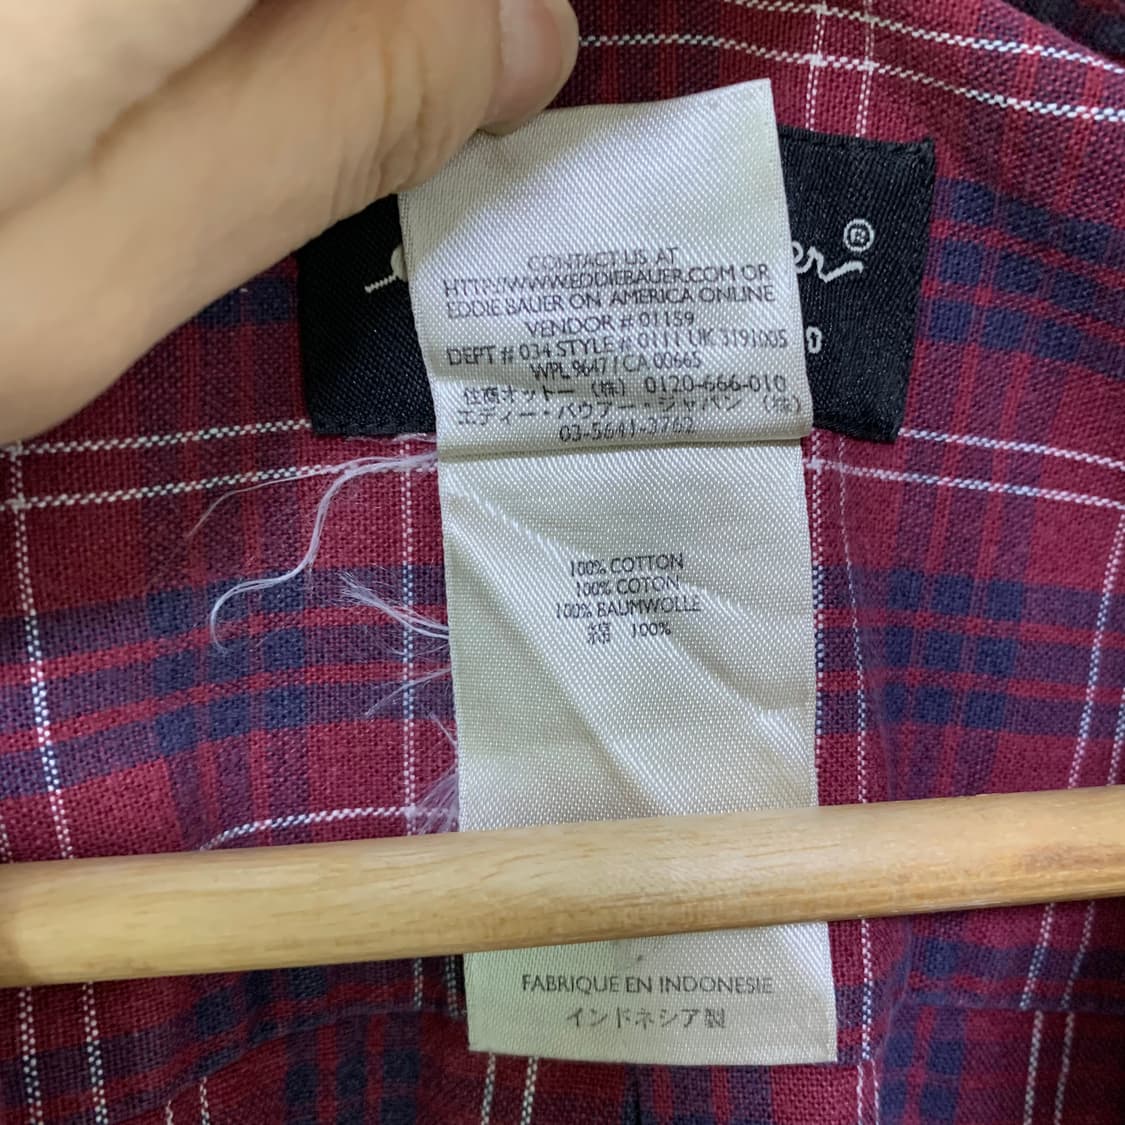 CONTACT US AT
HTTP://WWW.EDDIEBAUER.COM OR
EDDIE BAUER ON AMERICA ONLINE
VENDOR # 01159
DEPT # 034 STYLE # 0111 UK 3191005
WPL 9647 / CA 00665
住商オットー （株） 0120-666-010
エディー・バウアー・ジャパン （株）
03-5641-3762
er®
100% COTTON
100% COTON
100% BAUMWOLLE
綿 100%
FABRIQUE EN INDONESIE
インドネシア製